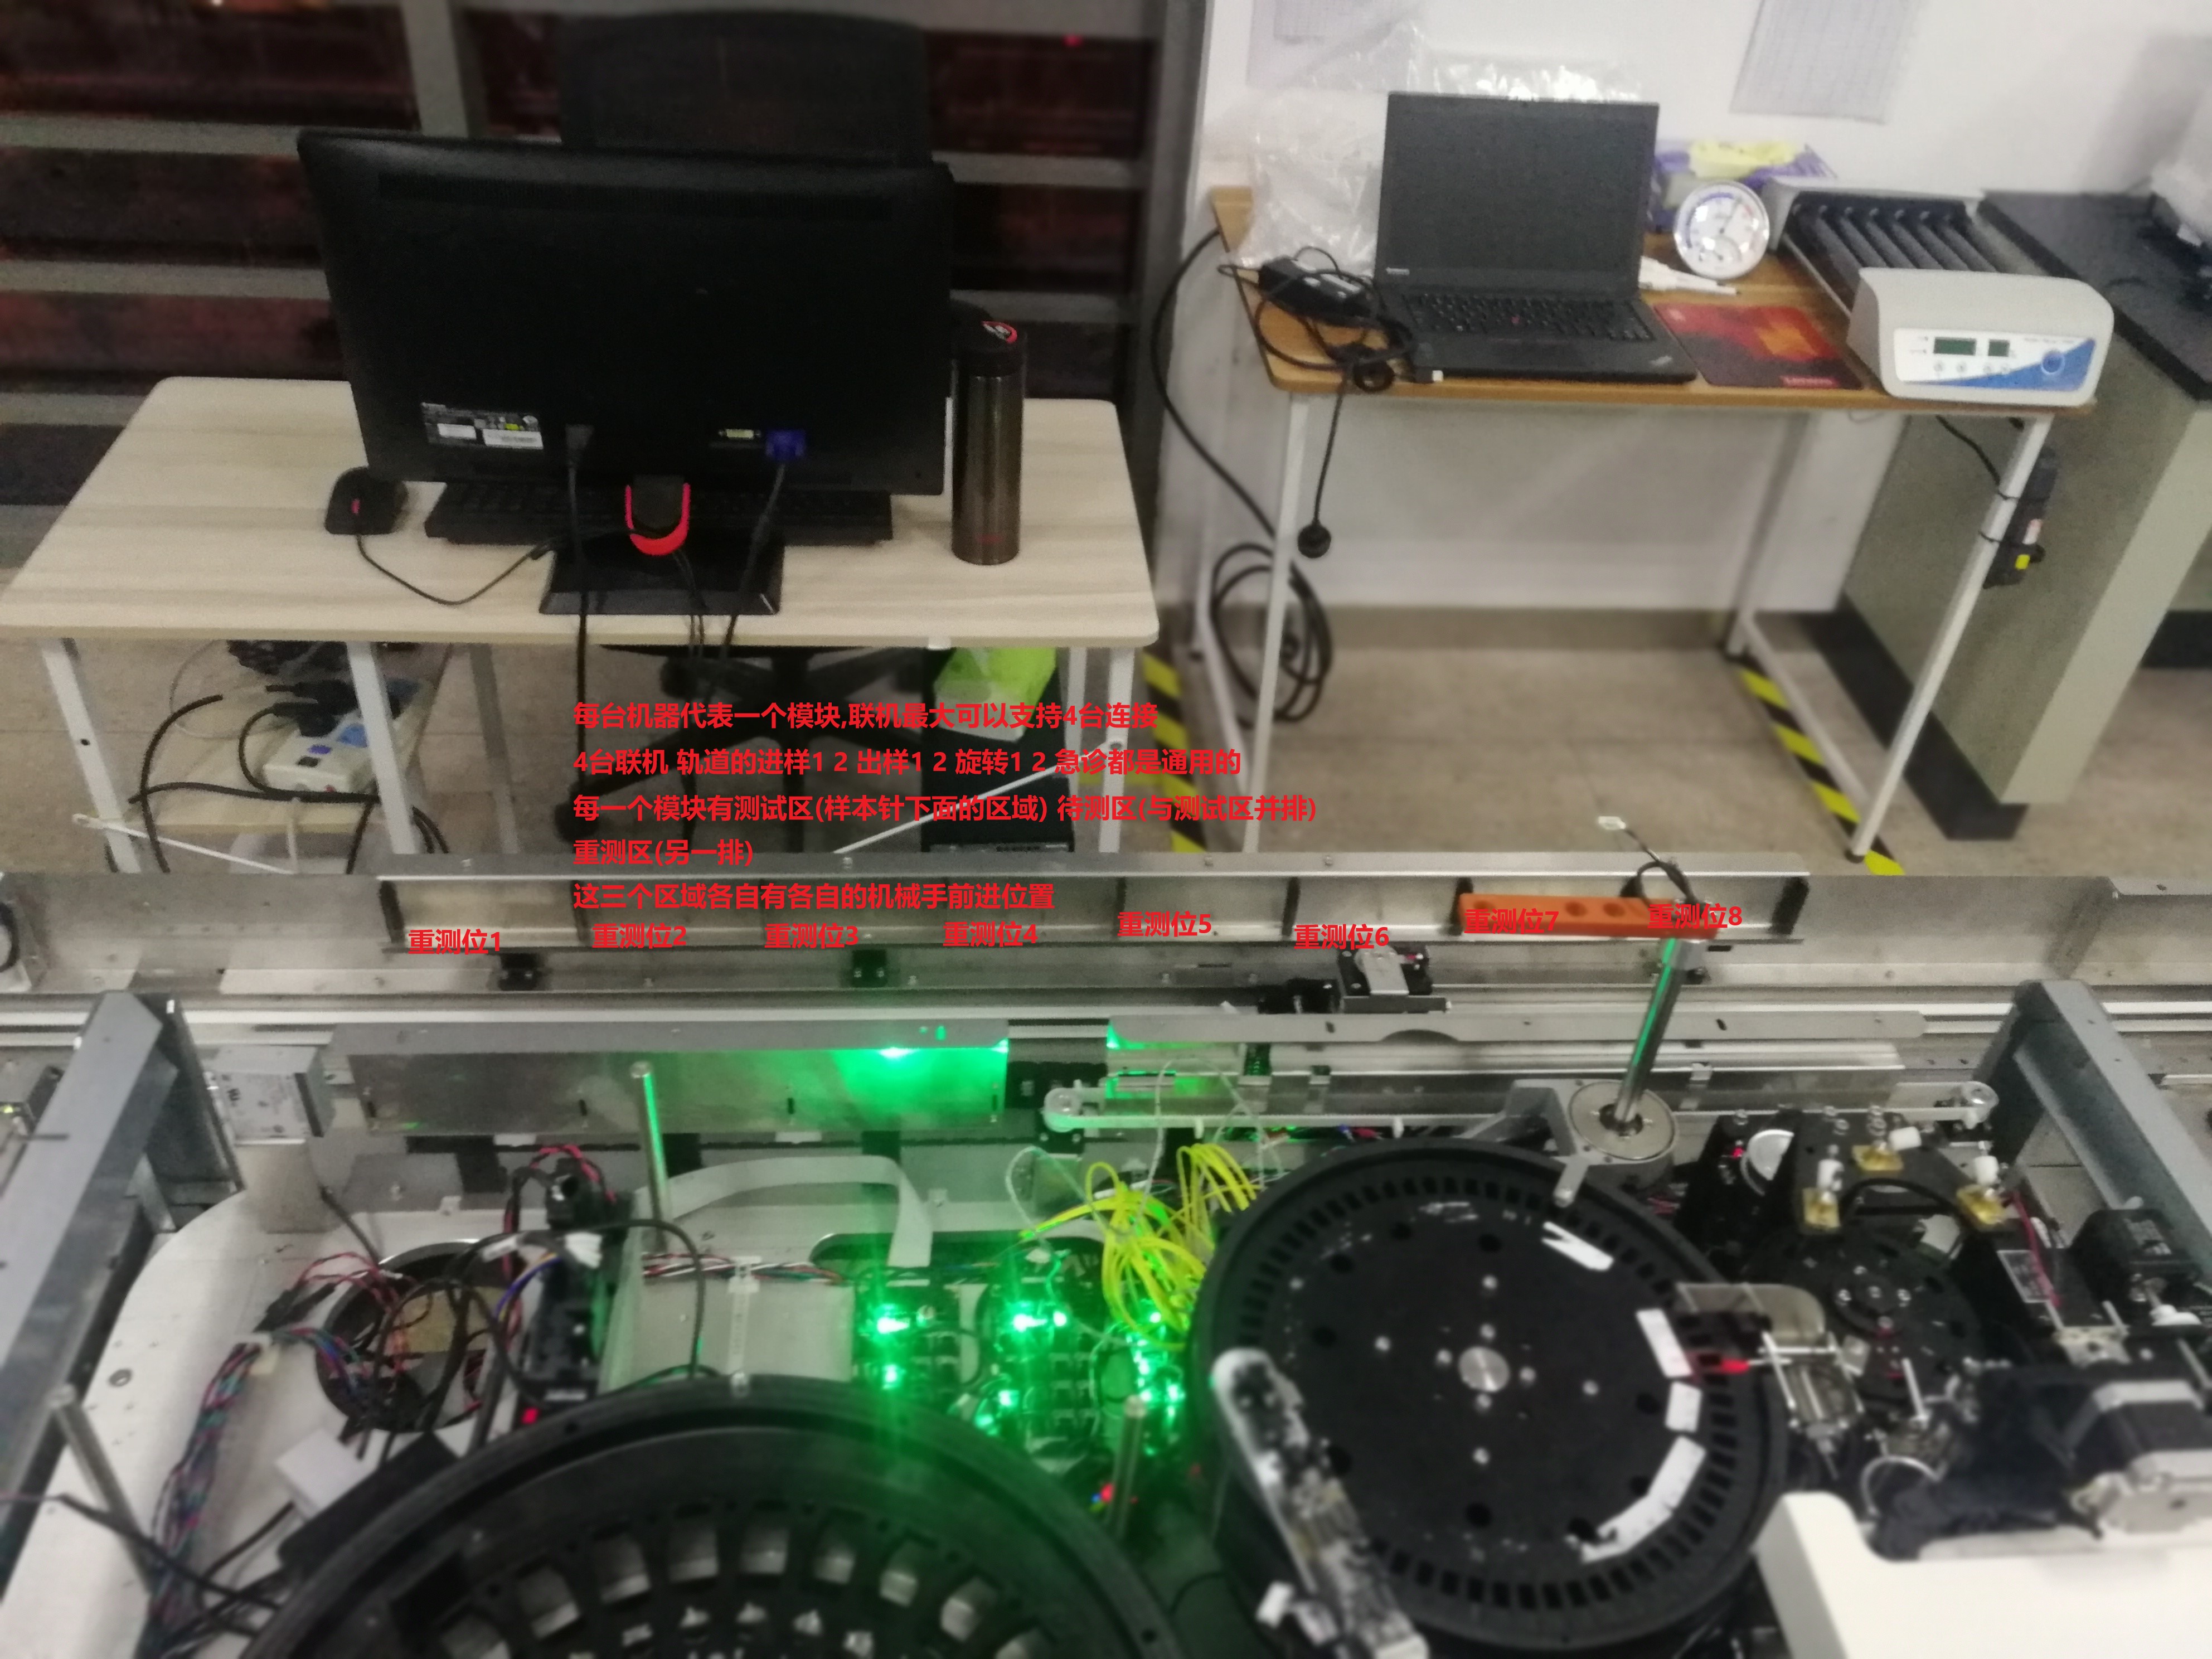 每台机器代表一个模块,联机最大可以支持4台连接
4台联机 轨道的进样1 2 出样1 2 旋转1 2 急诊都是通用的
每一个模块有测试区(样本针下面的区域) 待测区(与测试区并排)
重测区(另一排)
这三个区域各自有各自的机械手前进位置
重测位1
重测位2
重测位3
重测位4
重测位5
重测位6
重测位7
重测位8